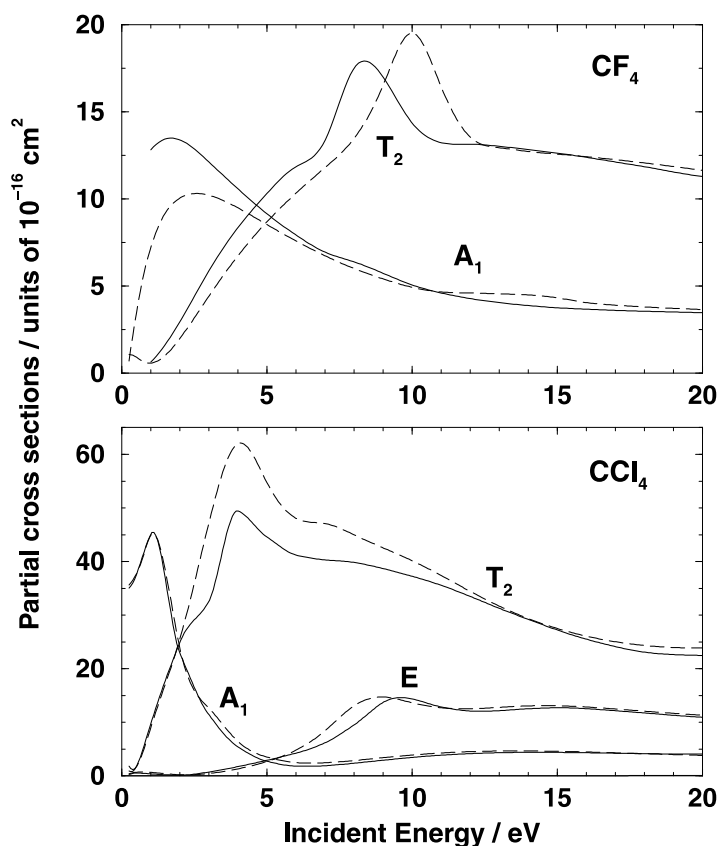 Partial cross sections / units of 10⁻¹⁶ cm²
20
CF₄
15
T₂
10
A₁
5
0
0 5 10 15 20
60
CCl₄
40
T₂
20
E
A₁
0
0 5 10 15 20
Incident Energy / eV